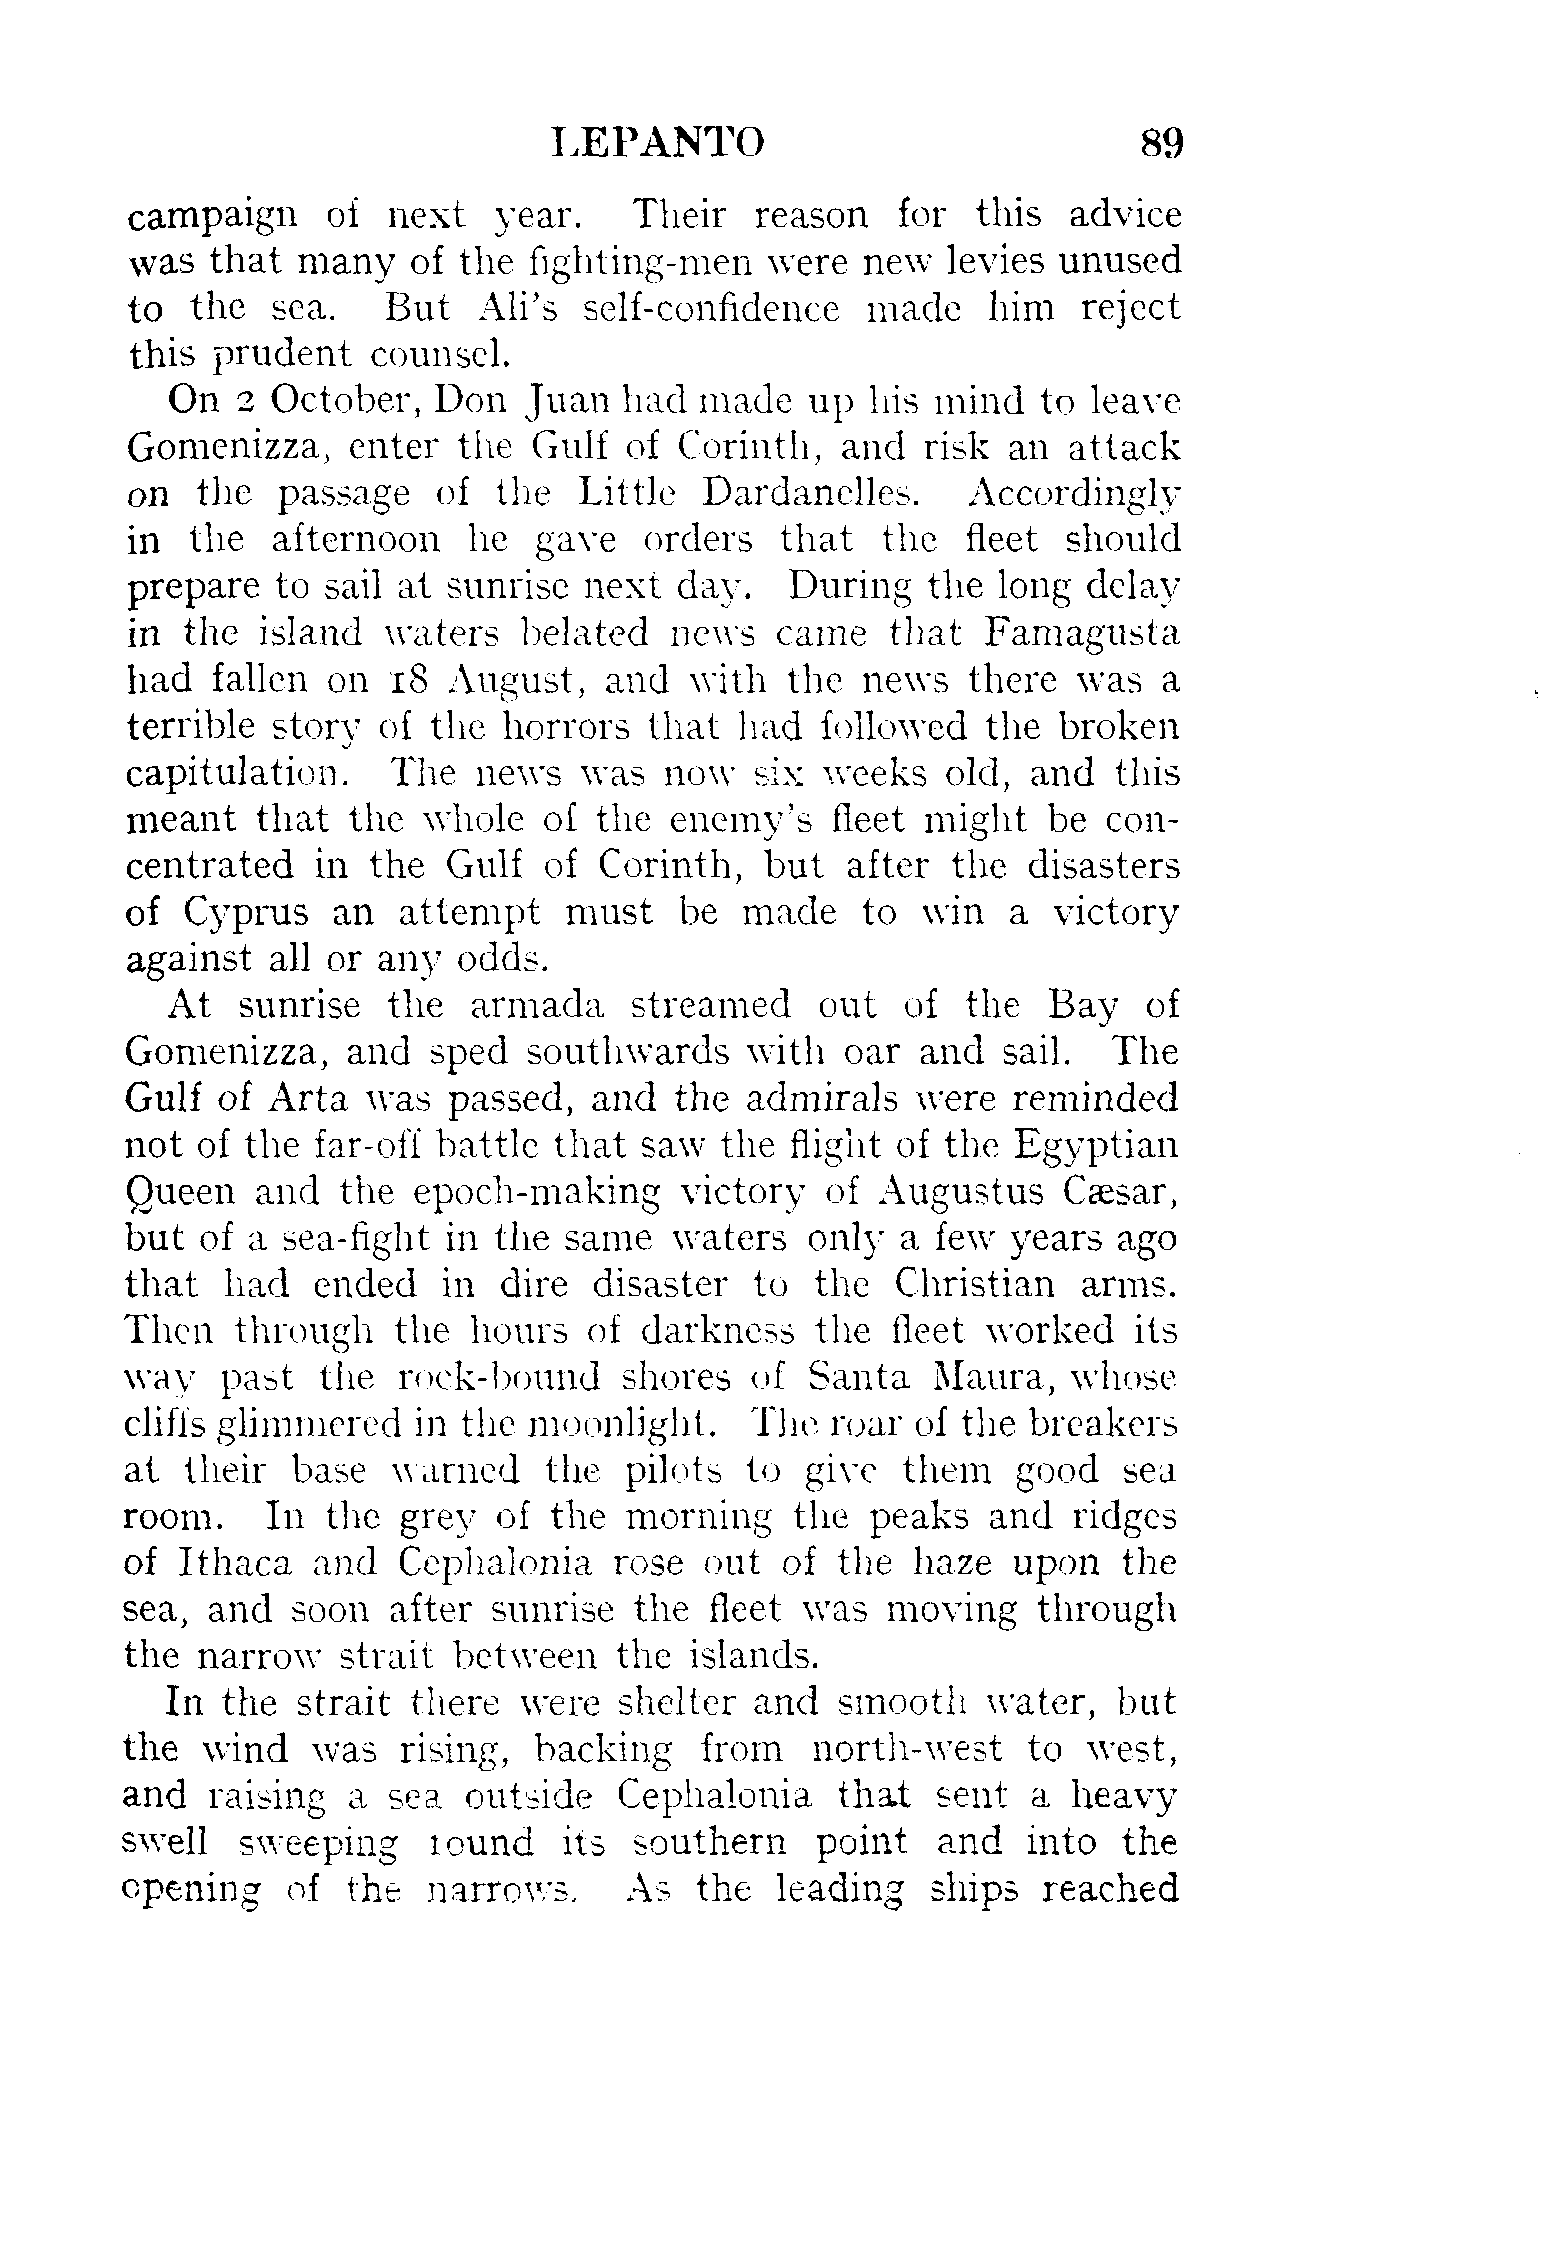 LEPANTO 89
campaign of next year. Their reason for this advice
was that many of the fighting-men were new levies unused
to the sea. But Ali's self-confidence made him reject
this prudent counsel.
On 2 October, Don Juan had made up his mind to leave
Gomenizza, enter the Gulf of Corinth, and risk an attack
on the passage of the Little Dardanelles. Accordingly
in the afternoon he gave orders that the fleet should
prepare to sail at sunrise next day. During the long delay
in the island waters belated news came that Famagusta
had fallen on 18 August, and with the news there was a
terrible story of the horrors that had followed the broken
capitulation. The news was now six weeks old, and this
meant that the whole of the enemy's fleet might be con-
centrated in the Gulf of Corinth, but after the disasters
of Cyprus an attempt must be made to win a victory
against all or any odds.
At sunrise the armada streamed out of the Bay of
Gomenizza, and sped southwards with oar and sail. The
Gulf of Arta was passed, and the admirals were reminded
not of the far-off battle that saw the flight of the Egyptian
Queen and the epoch-making victory of Augustus Cæsar,
but of a sea-fight in the same waters only a few years ago
that had ended in dire disaster to the Christian arms.
Then through the hours of darkness the fleet worked its
way past the rock-bound shores of Santa Maura, whose
cliffs glimmered in the moonlight. The roar of the breakers
at their base warned the pilots to give them good sea
room. In the grey of the morning the peaks and ridges
of Ithaca and Cephalonia rose out of the haze upon the
sea, and soon after sunrise the fleet was moving through
the narrow strait between the islands.
In the strait there were shelter and smooth water, but
the wind was rising, backing from north-west to west,
and raising a sea outside Cephalonia that sent a heavy
swell sweeping round its southern point and into the
opening of the narrows. As the leading ships reached